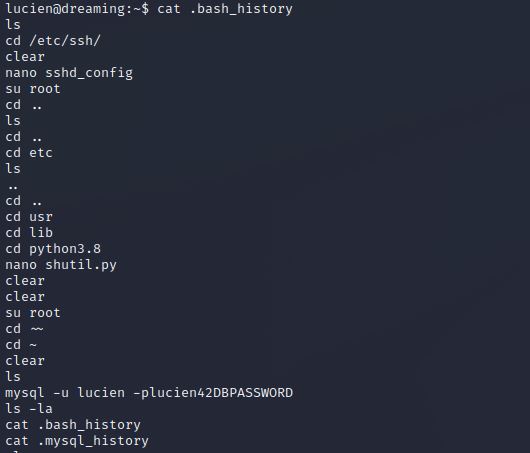 lucien@dreaming:~$ cat .bash_history
ls
cd /etc/ssh/
clear
nano sshd_config
su root
cd ..
ls
cd ..
cd etc
ls
..
cd ..
cd usr
cd lib
cd python3.8
nano shutil.py
clear
clear
su root
cd ~~
cd ~
clear
ls
mysql -u lucien -plucien42DBPASSWORD
ls -la
cat .bash_history
cat .mysql_history